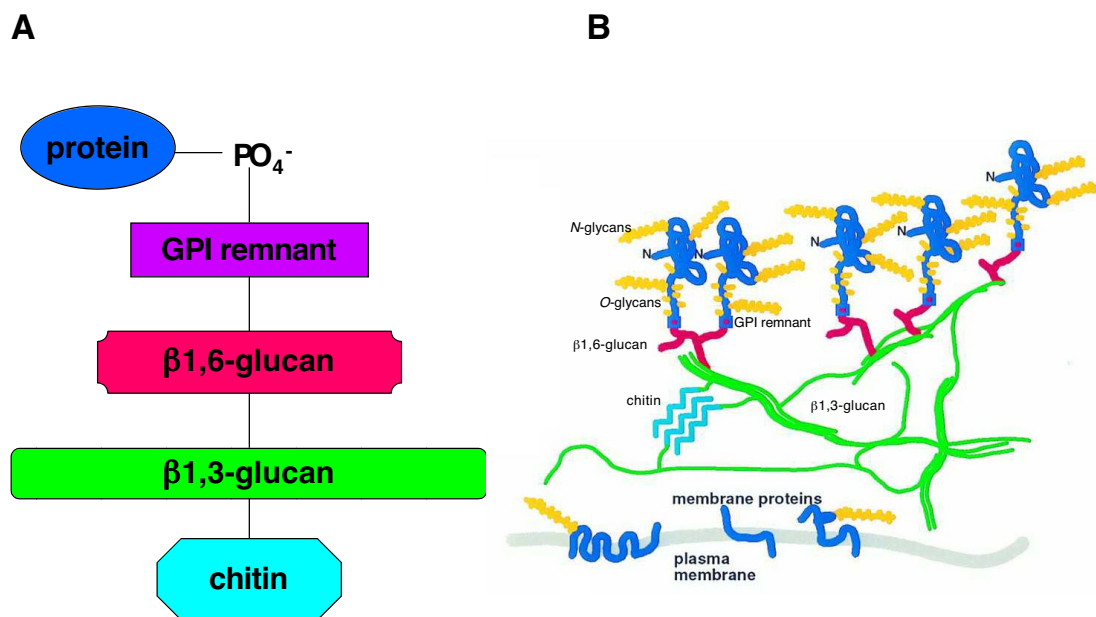 A
protein
PO₄⁻
GPI remnant
β1,6-glucan
β1,3-glucan
chitin
B
N
N-glycans
N
N
N
N
O-glycans
GPI remnant
β1,6-glucan
chitin
β1,3-glucan
membrane proteins
plasma
membrane